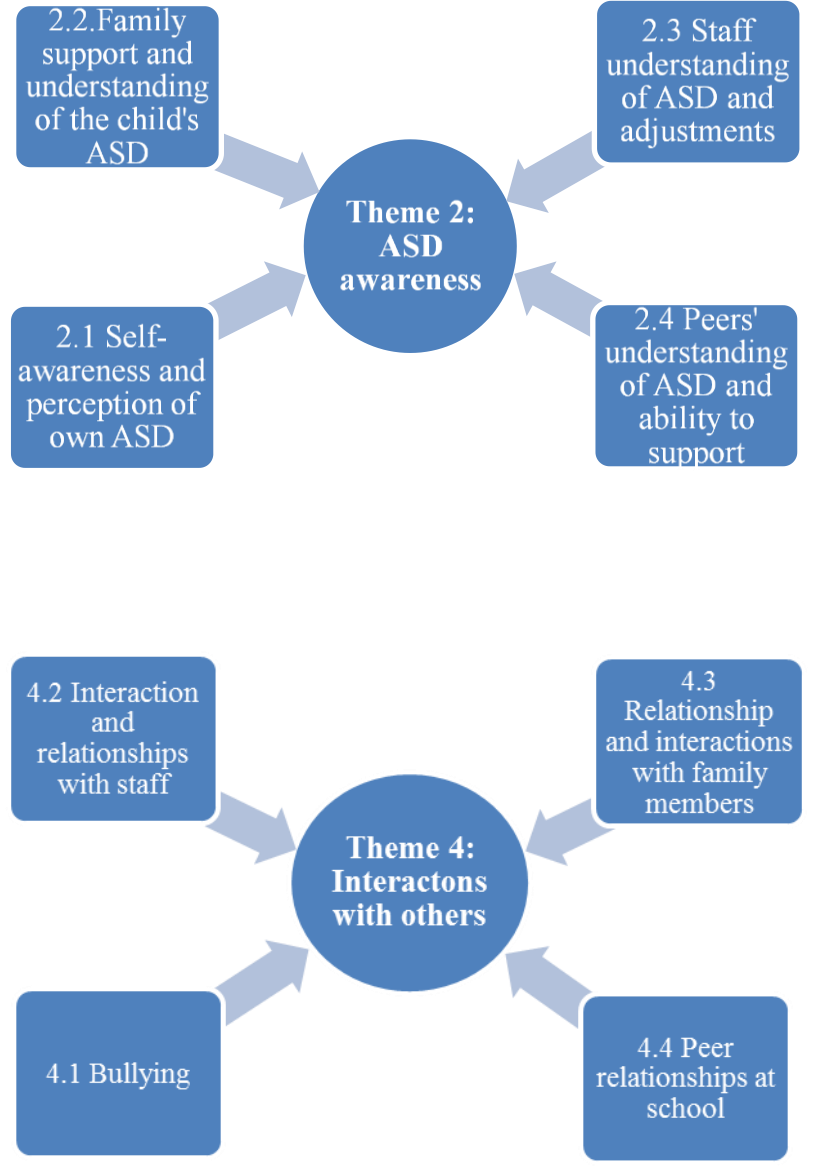 2.2.Family
support and
understanding
of the child's
ASD
2.3 Staff
understanding
of ASD and
adjustments
Theme 2:
ASD
awareness
2.1 Self-
awareness and
perception of
own ASD
2.4 Peers'
understanding
of ASD and
ability to
support
4.2 Interaction
and
relationships
with staff
4.3
Relationship
and interactions
with family
members
Theme 4:
Interactons
with others
4.1 Bullying
4.4 Peer
relationships at
school